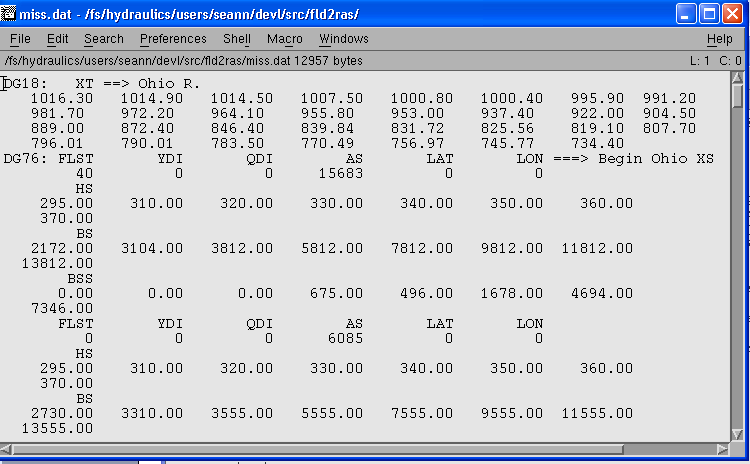 miss.dat - /fs/hydraulics/users/seann/devl/src/fld2ras/
File Edit Search Preferences Shell Macro Windows Help
/fs/hydraulics/users/seann/devl/src/fld2ras/miss.dat 12957 bytes L: 1 C: 0
DG18: XT ==> Ohio R.
1016.30 1014.90 1014.50 1007.50 1000.80 1000.40 995.90 991.20
981.70 972.20 964.10 955.80 953.00 937.40 922.00 904.50
889.00 872.40 846.40 839.84 831.72 825.56 819.10 807.70
796.01 790.01 783.50 770.49 756.97 745.77 734.40
DG76: FLST YDI QDI AS LAT LON ===> Begin Ohio XS
40 0 0 15683 0 0
HS
295.00 310.00 320.00 330.00 340.00 350.00 360.00
370.00
BS
2172.00 3104.00 3812.00 5812.00 7812.00 9812.00 11812.00
13812.00
BSS
0.00 0.00 0.00 675.00 496.00 1678.00 4694.00
7346.00
FLST YDI QDI AS LAT LON
0 0 0 6085 0 0
HS
295.00 310.00 320.00 330.00 340.00 350.00 360.00
370.00
BS
2730.00 3310.00 3555.00 5555.00 7555.00 9555.00 11555.00
13555.00